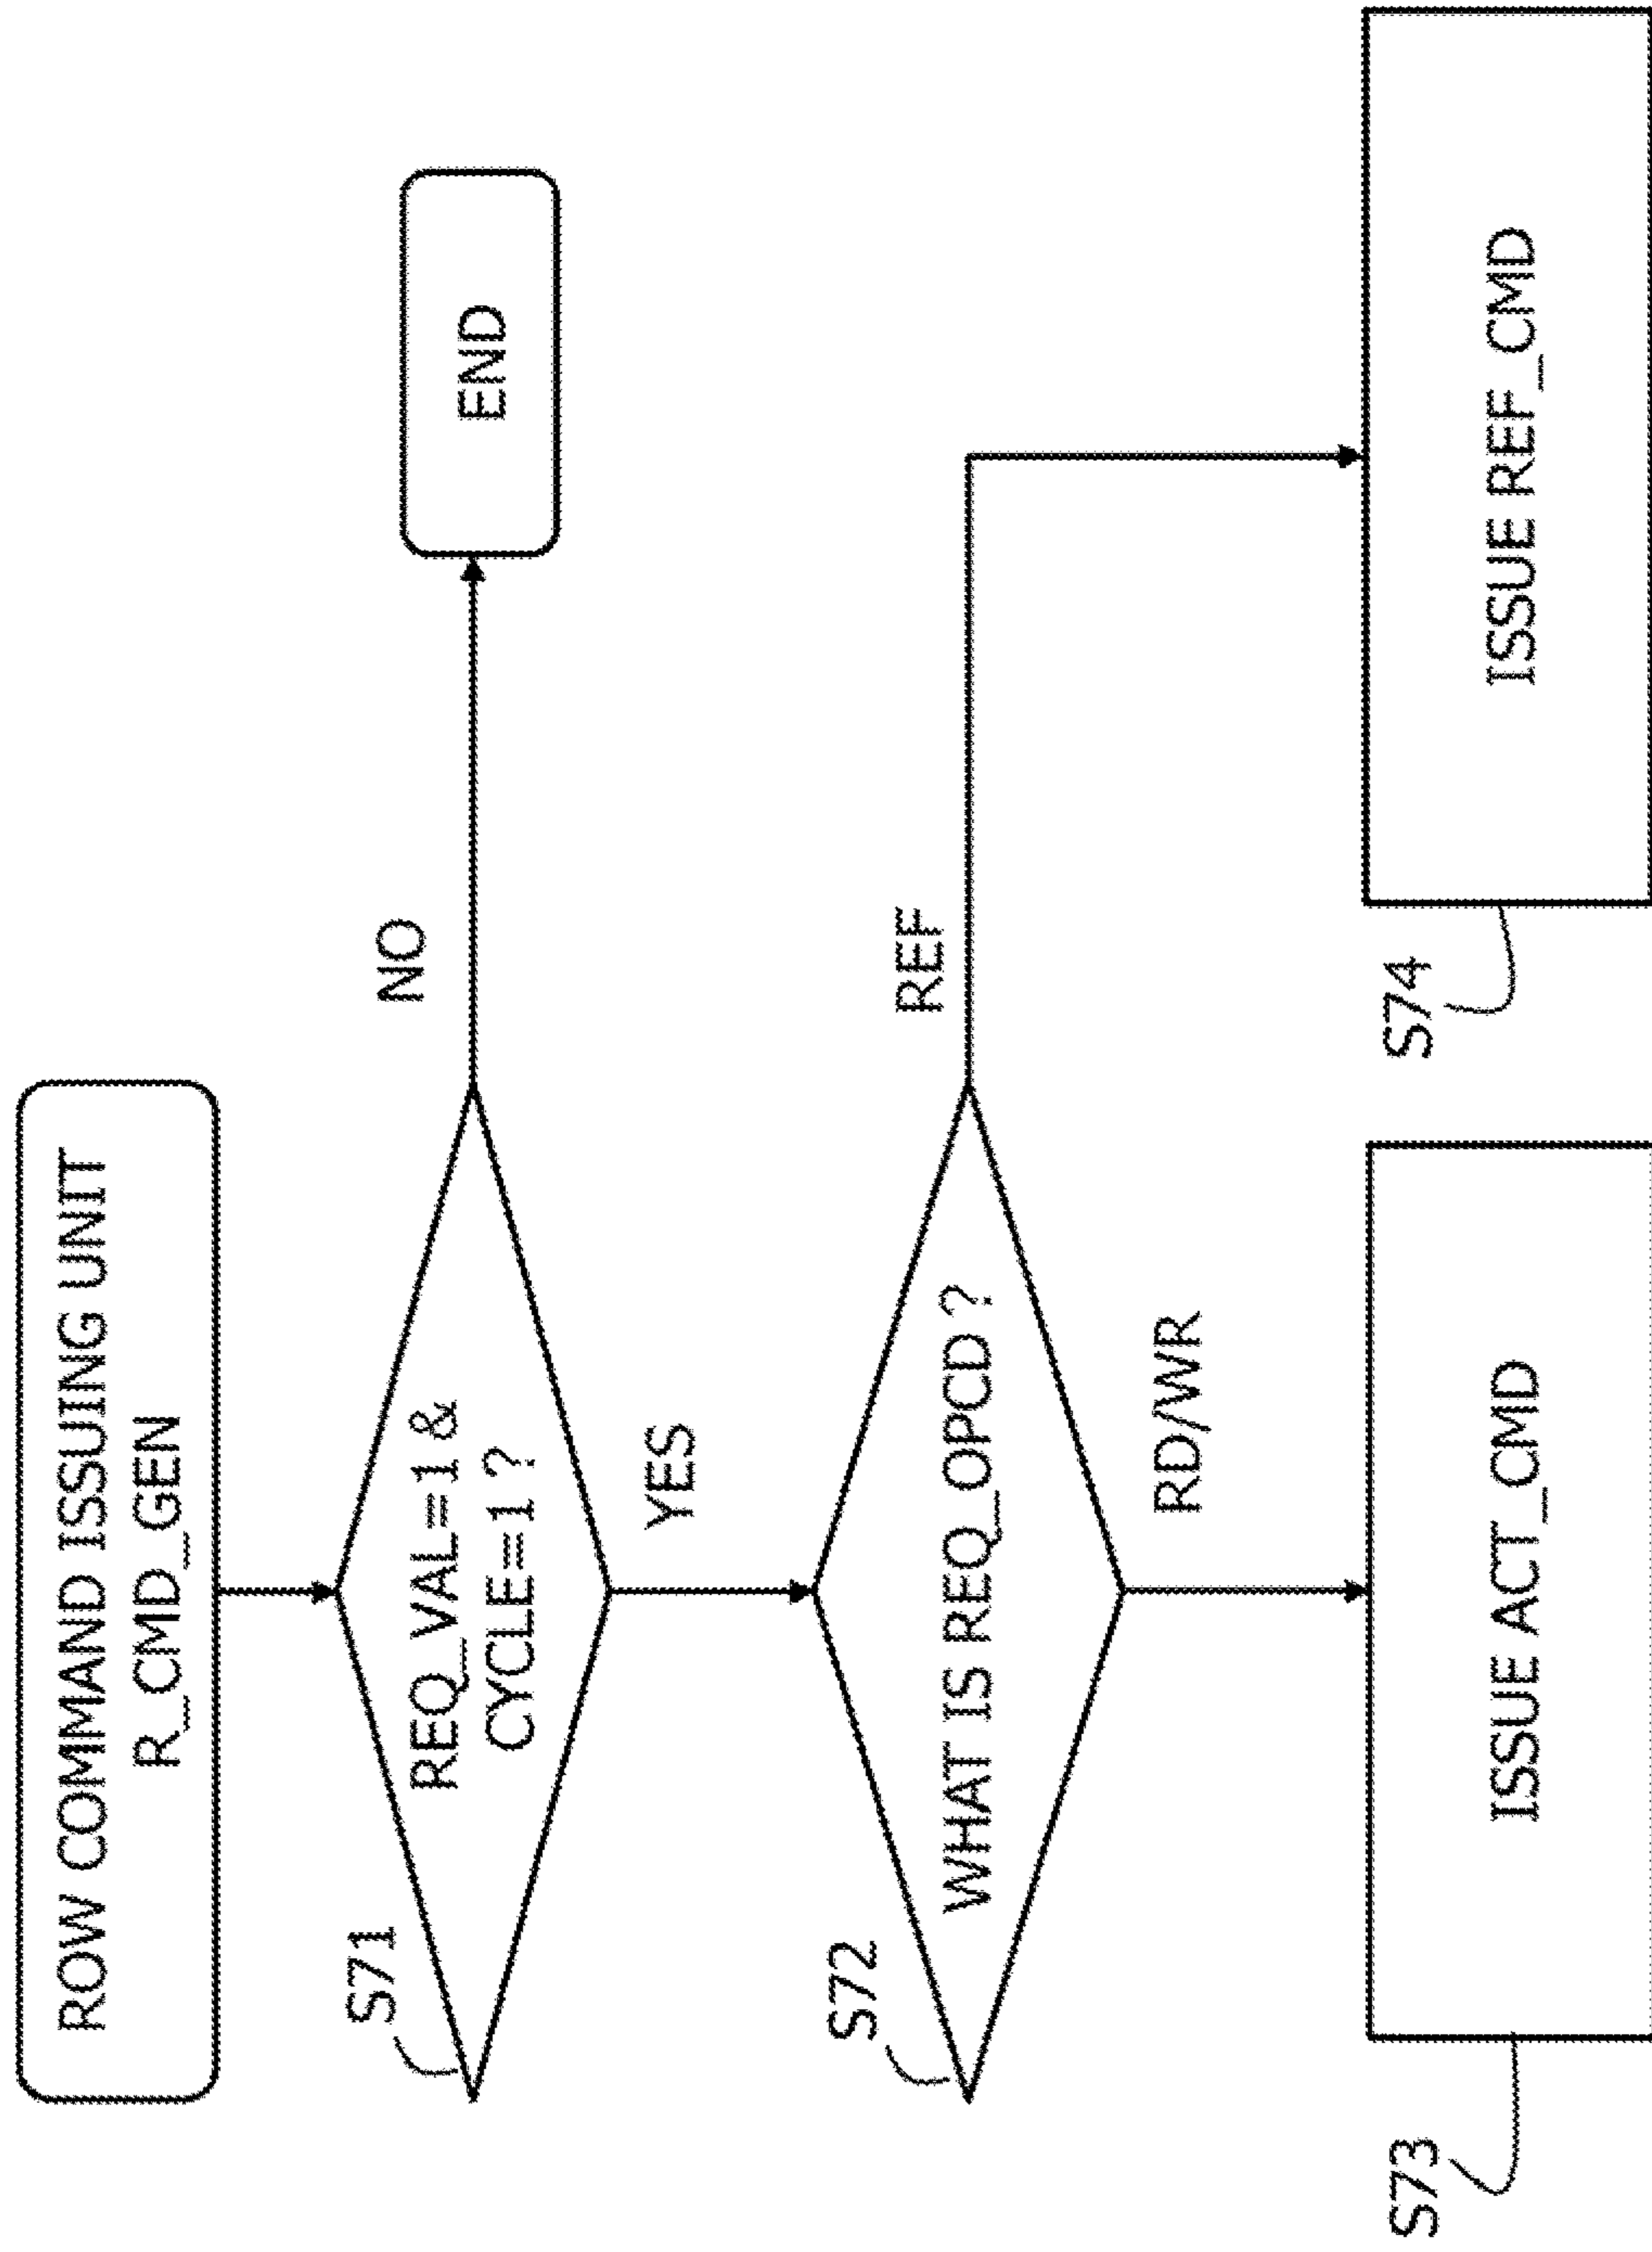 ROW COMMAND ISSUING UNIT
R_CMD_GEN
S71
REQ_VAL=1 &
CYCLE=1 ?
NO
END
YES
S72
WHAT IS REQ_OPCD ?
REF
RD/WR
S73
ISSUE ACT_CMD
S74
ISSUE REF_CMD